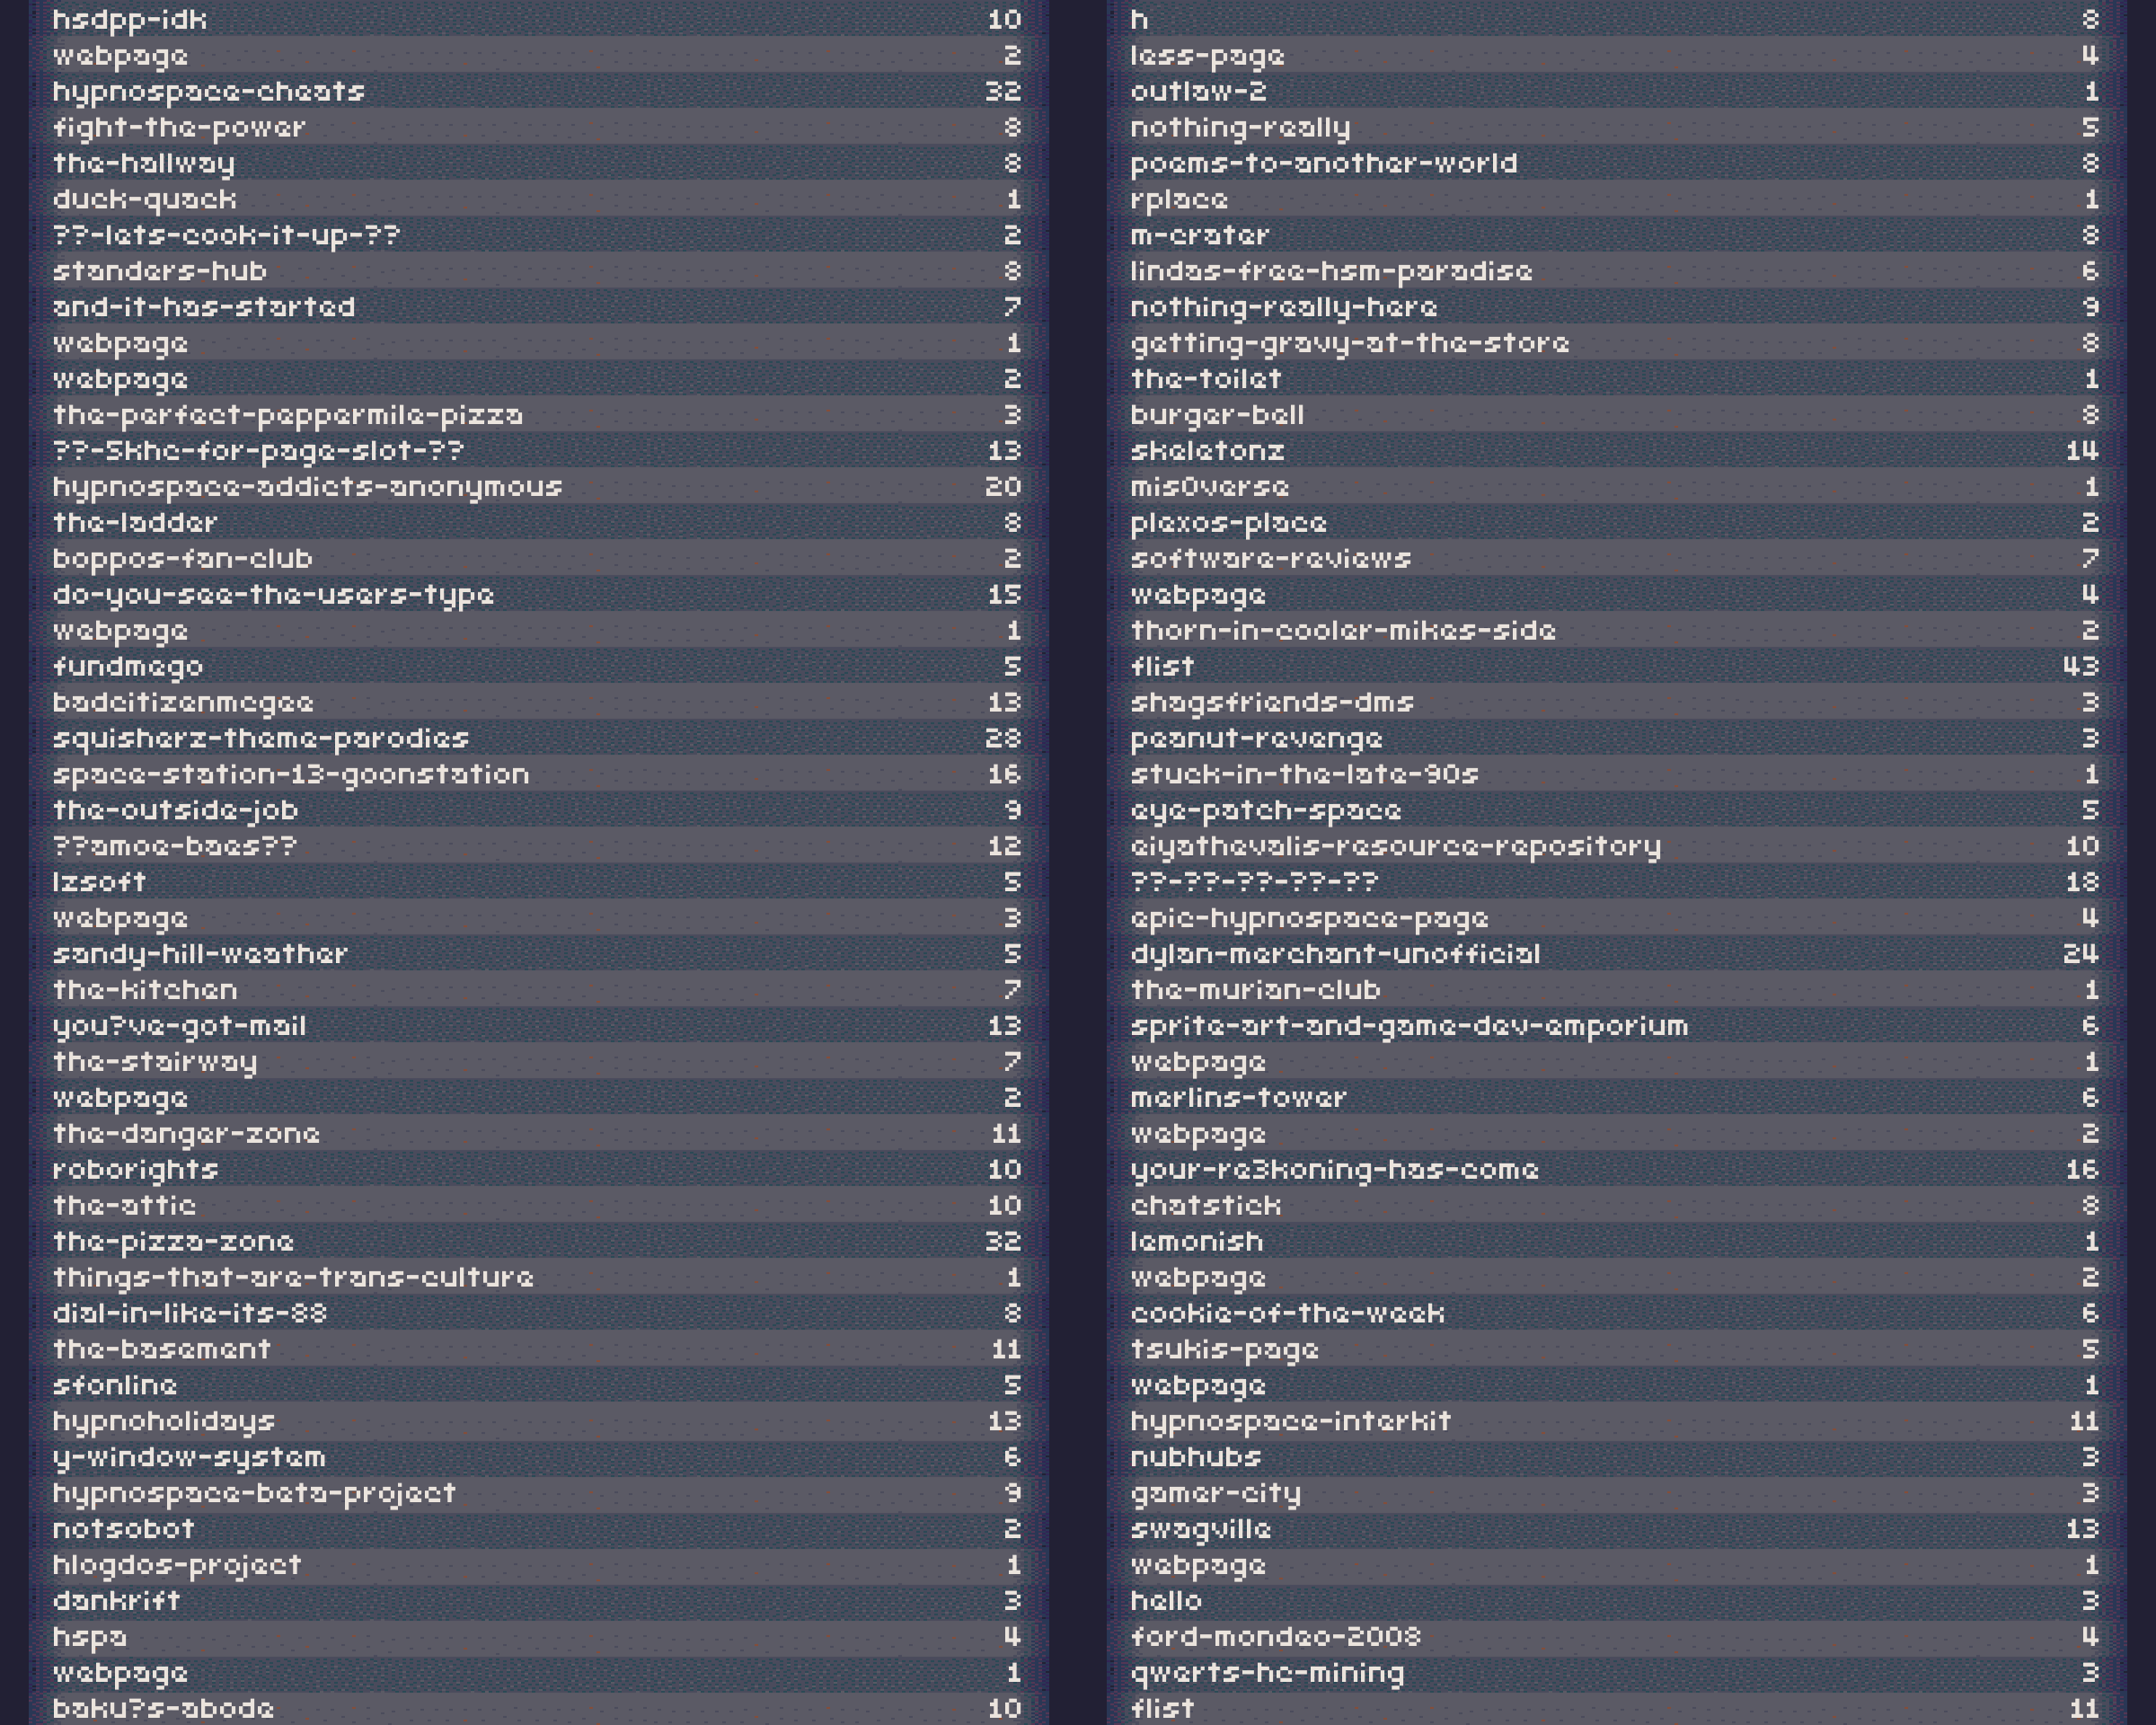 hsdpp-idk 10
webpage 2
hypnospace-cheats 32
fight-the-power 8
the-hallway 8
duck-quack 1
??-lets-cook-it-up-?? 2
standers-hub 8
and-it-has-started 7
webpage 1
webpage 2
the-perfect-peppermile-pizza 3
??-5khc-for-page-slot-?? 13
hypnospace-addicts-anonymous 20
the-ladder 8
boppos-fan-club 2
do-you-see-the-users-type 15
webpage 1
fundmego 5
badcitizenmcgee 13
squisherz-theme-parodies 28
space-station-13-goonstation 16
the-outside-job 9
??amoe-baes?? 12
lzsoft 5
webpage 3
sandy-hill-weather 5
the-kitchen 7
you?ve-got-mail 13
the-stairway 7
webpage 2
the-danger-zone 11
roborights 10
the-attic 10
the-pizza-zone 32
things-that-are-trans-culture 1
dial-in-like-its-88 8
the-basement 11
sfonline 5
hypnoholidays 13
y-window-system 6
hypnospace-beta-project 9
notsobot 2
hlogdos-project 1
dankrift 3
hspa 4
webpage 1
baku?s-abode 10
h 8
less-page 4
outlaw-2 1
nothing-really 5
poems-to-another-world 8
rplace 1
m-crater 8
lindas-free-hsm-paradise 6
nothing-really-here 9
getting-gravy-at-the-store 8
the-toilet 1
burger-bell 8
skeletonz 14
mis0verse 1
plexos-place 2
software-reviews 7
webpage 4
thorn-in-cooler-mikes-side 2
flist 43
shagsfriends-dms 3
peanut-revenge 3
stuck-in-the-late-90s 1
eye-patch-space 5
eiyathevalis-resource-repository 10
??-??-??-??-?? 18
epic-hypnospace-page 4
dylan-merchant-unofficial 24
the-murian-club 1
sprite-art-and-game-dev-emporium 6
webpage 1
merlins-tower 6
webpage 2
your-re3koning-has-come 16
chatstick 8
lemonish 1
webpage 2
cookie-of-the-week 6
tsukis-page 5
webpage 1
hypnospace-interkit 11
nubhubs 3
gamer-city 3
swagville 13
webpage 1
hello 3
ford-mondeo-2008 4
qwerts-hc-mining 3
flist 11